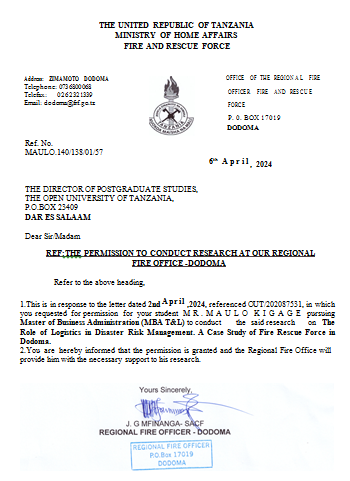 THE UNITED REPUBLIC OF TANZANIA
MINISTRY OF HOME AFFAIRS
FIRE AND RESCUE FORCE
Address: ZIMAMOTO DODOMA
Telephone: 0736800068
Telefax: 0262321339
Email: dodoma@frf.go.tz
OFFICE OF THE REGIONAL FIRE
OFFICER FIRE AND RESCUE
FORCE
P. O. BOX 17019
DODOMA
TANZANIA
Ref. No.
MAULO.140/138/01/57
6th April, 2024
THE DIRECTOR OF POSTGRADUATE STUDIES,
THE OPEN UNIVERSITY OF TANZANIA,
P.O.BOX 23409
DAR ES SALAAM
Dear Sir/Madam
REF:THE PERMISSION TO CONDUCT RESEARCH AT OUR REGIONAL
FIRE OFFICE -DODOMA
Refer to the above heading,
1.This is in response to the letter dated 2nd April ,2024, referenced OUT/202087531, in which
you requested for permission for your student MR.MAULO KIGAGE pursuing
Master of Business Administration (MBA T&L) to conduct the said research on The
Role of Logistics in Disaster Risk Management. A Case Study of Fire Rescue Force in
Dodoma.
2.You are hereby informed that the permission is granted and the Regional Fire Office will
provide him with the necessary support to his research.
Yours Sincerely,
J. G MFINANGA- SACF
REGIONAL FIRE OFFICER - DODOMA
REGIONAL FIRE OFFICER
P.O.Box 17019
DODOMA